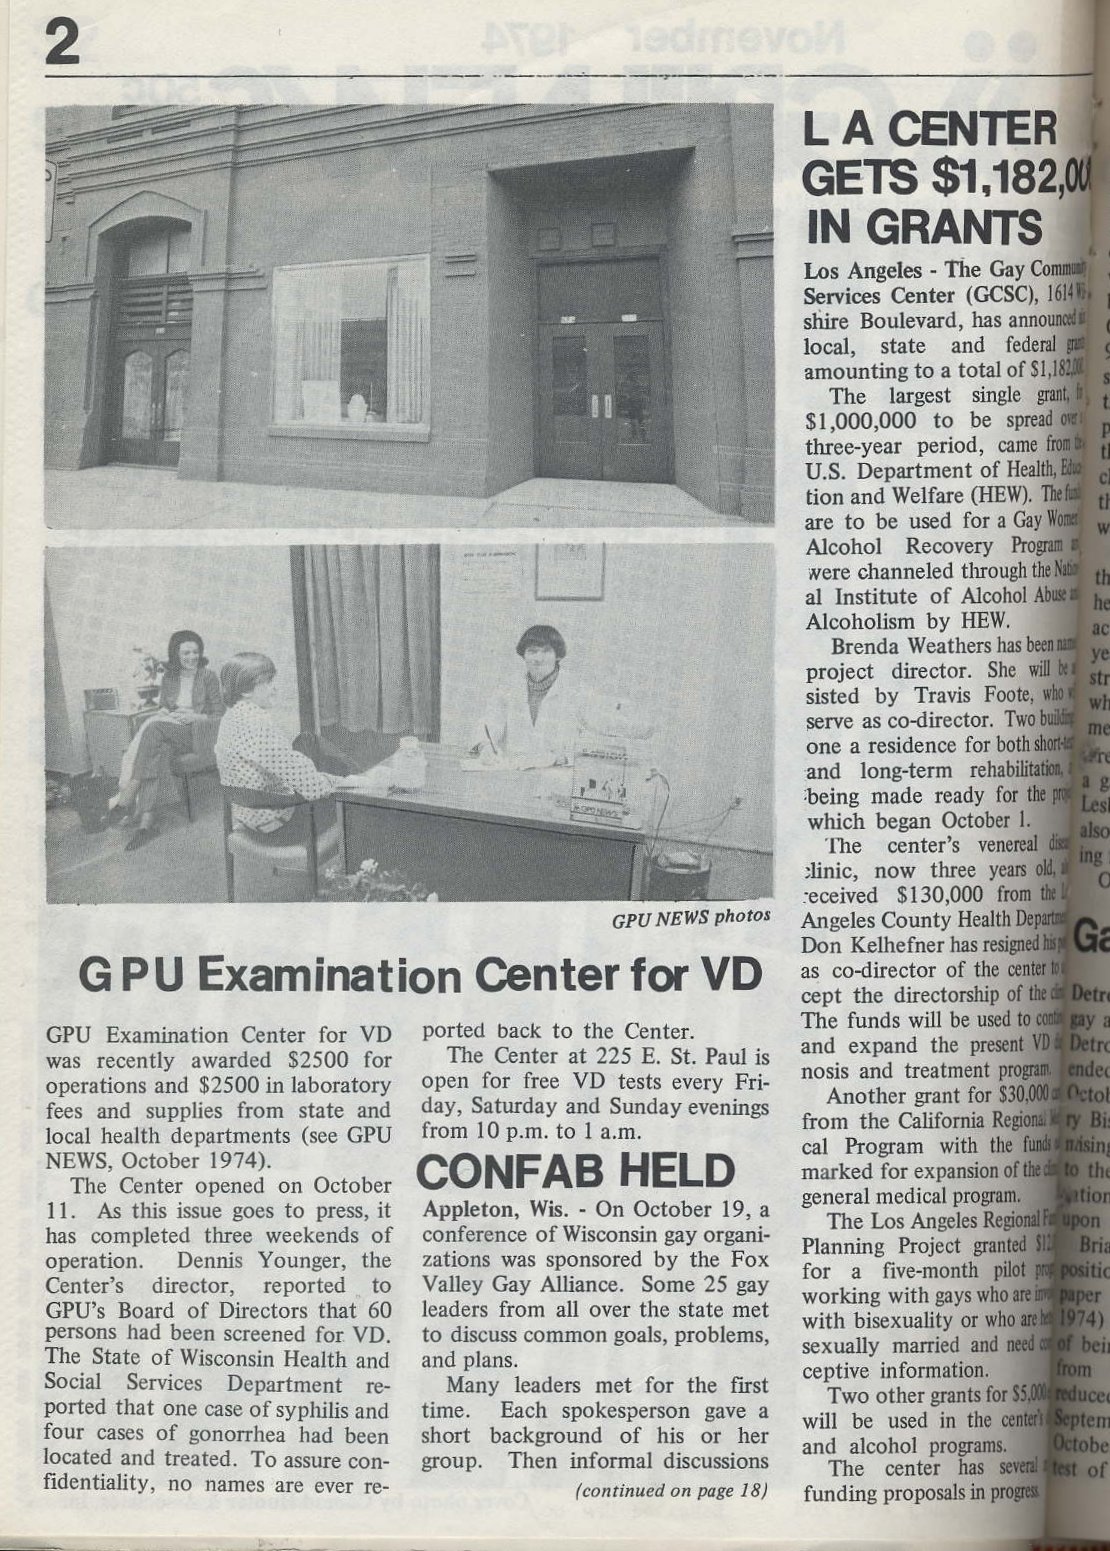 2
GPU NEWS photos
GPU Examination Center for VD
GPU Examination Center for VD
was recently awarded $2500 for
operations and $2500 in laboratory
fees and supplies from state and
local health departments (see GPU
NEWS, October 1974).
The Center opened on October
11. As this issue goes to press, it
has completed three weekends of
operation. Dennis Younger, the
Center's director, reported to
GPU's Board of Directors that 60
persons had been screened for VD.
The State of Wisconsin Health and
Social Services Department re-
ported that one case of syphilis and
four cases of gonorrhea had been
located and treated. To assure con-
fidentiality, no names are ever re-
ported back to the Center.
The Center at 225 E. St. Paul is
open for free VD tests every Fri-
day, Saturday and Sunday evenings
from 10 p.m. to 1 a.m.
CONFAB HELD
Appleton, Wis. - On October 19, a
conference of Wisconsin gay organi-
zations was sponsored by the Fox
Valley Gay Alliance. Some 25 gay
leaders from all over the state met
to discuss common goals, problems,
and plans.
Many leaders met for the first
time. Each spokesperson gave a
short background of his or her
group. Then informal discussions
(continued on page 18)
L A CENTER
GETS $1,182,00
IN GRANTS
Los Angeles - The Gay Community
Services Center (GCSC), 1614
shire Boulevard, has announced
local, state and federal
amounting to a total of $1,182,
The largest single grant,
$1,000,000 to be spread over
three-year period, came from
U.S. Department of Health, Educa
tion and Welfare (HEW). The
are to be used for a Gay Women
Alcohol Recovery Program
were channeled through the Nation
al Institute of Alcohol Abuse
Alcoholism by HEW.
Brenda Weathers has been
project director. She will be
sisted by Travis Foote, who
serve as co-director. Two
one a residence for both short-
and long-term rehabilitation,
being made ready for the
which began October 1.
The center's venereal
clinic, now three years old,
received $130,000 from the
Angeles County Health
Don Kelhefner has resigned his
as co-director of the center to
cept the directorship of the
The funds will be used to
and expand the present VD
nosis and treatment program.
Another grant for $30,000
from the California Regional
cal Program with the funds
marked for expansion of the
general medical program.
The Los Angeles Regional
Planning Project granted
for a five-month pilot
working with gays who are
with bisexuality or who are
sexually married and need
ceptive information.
Two other grants for $5,000
will be used in the center's
and alcohol programs.
The center has several
funding proposals in progress.